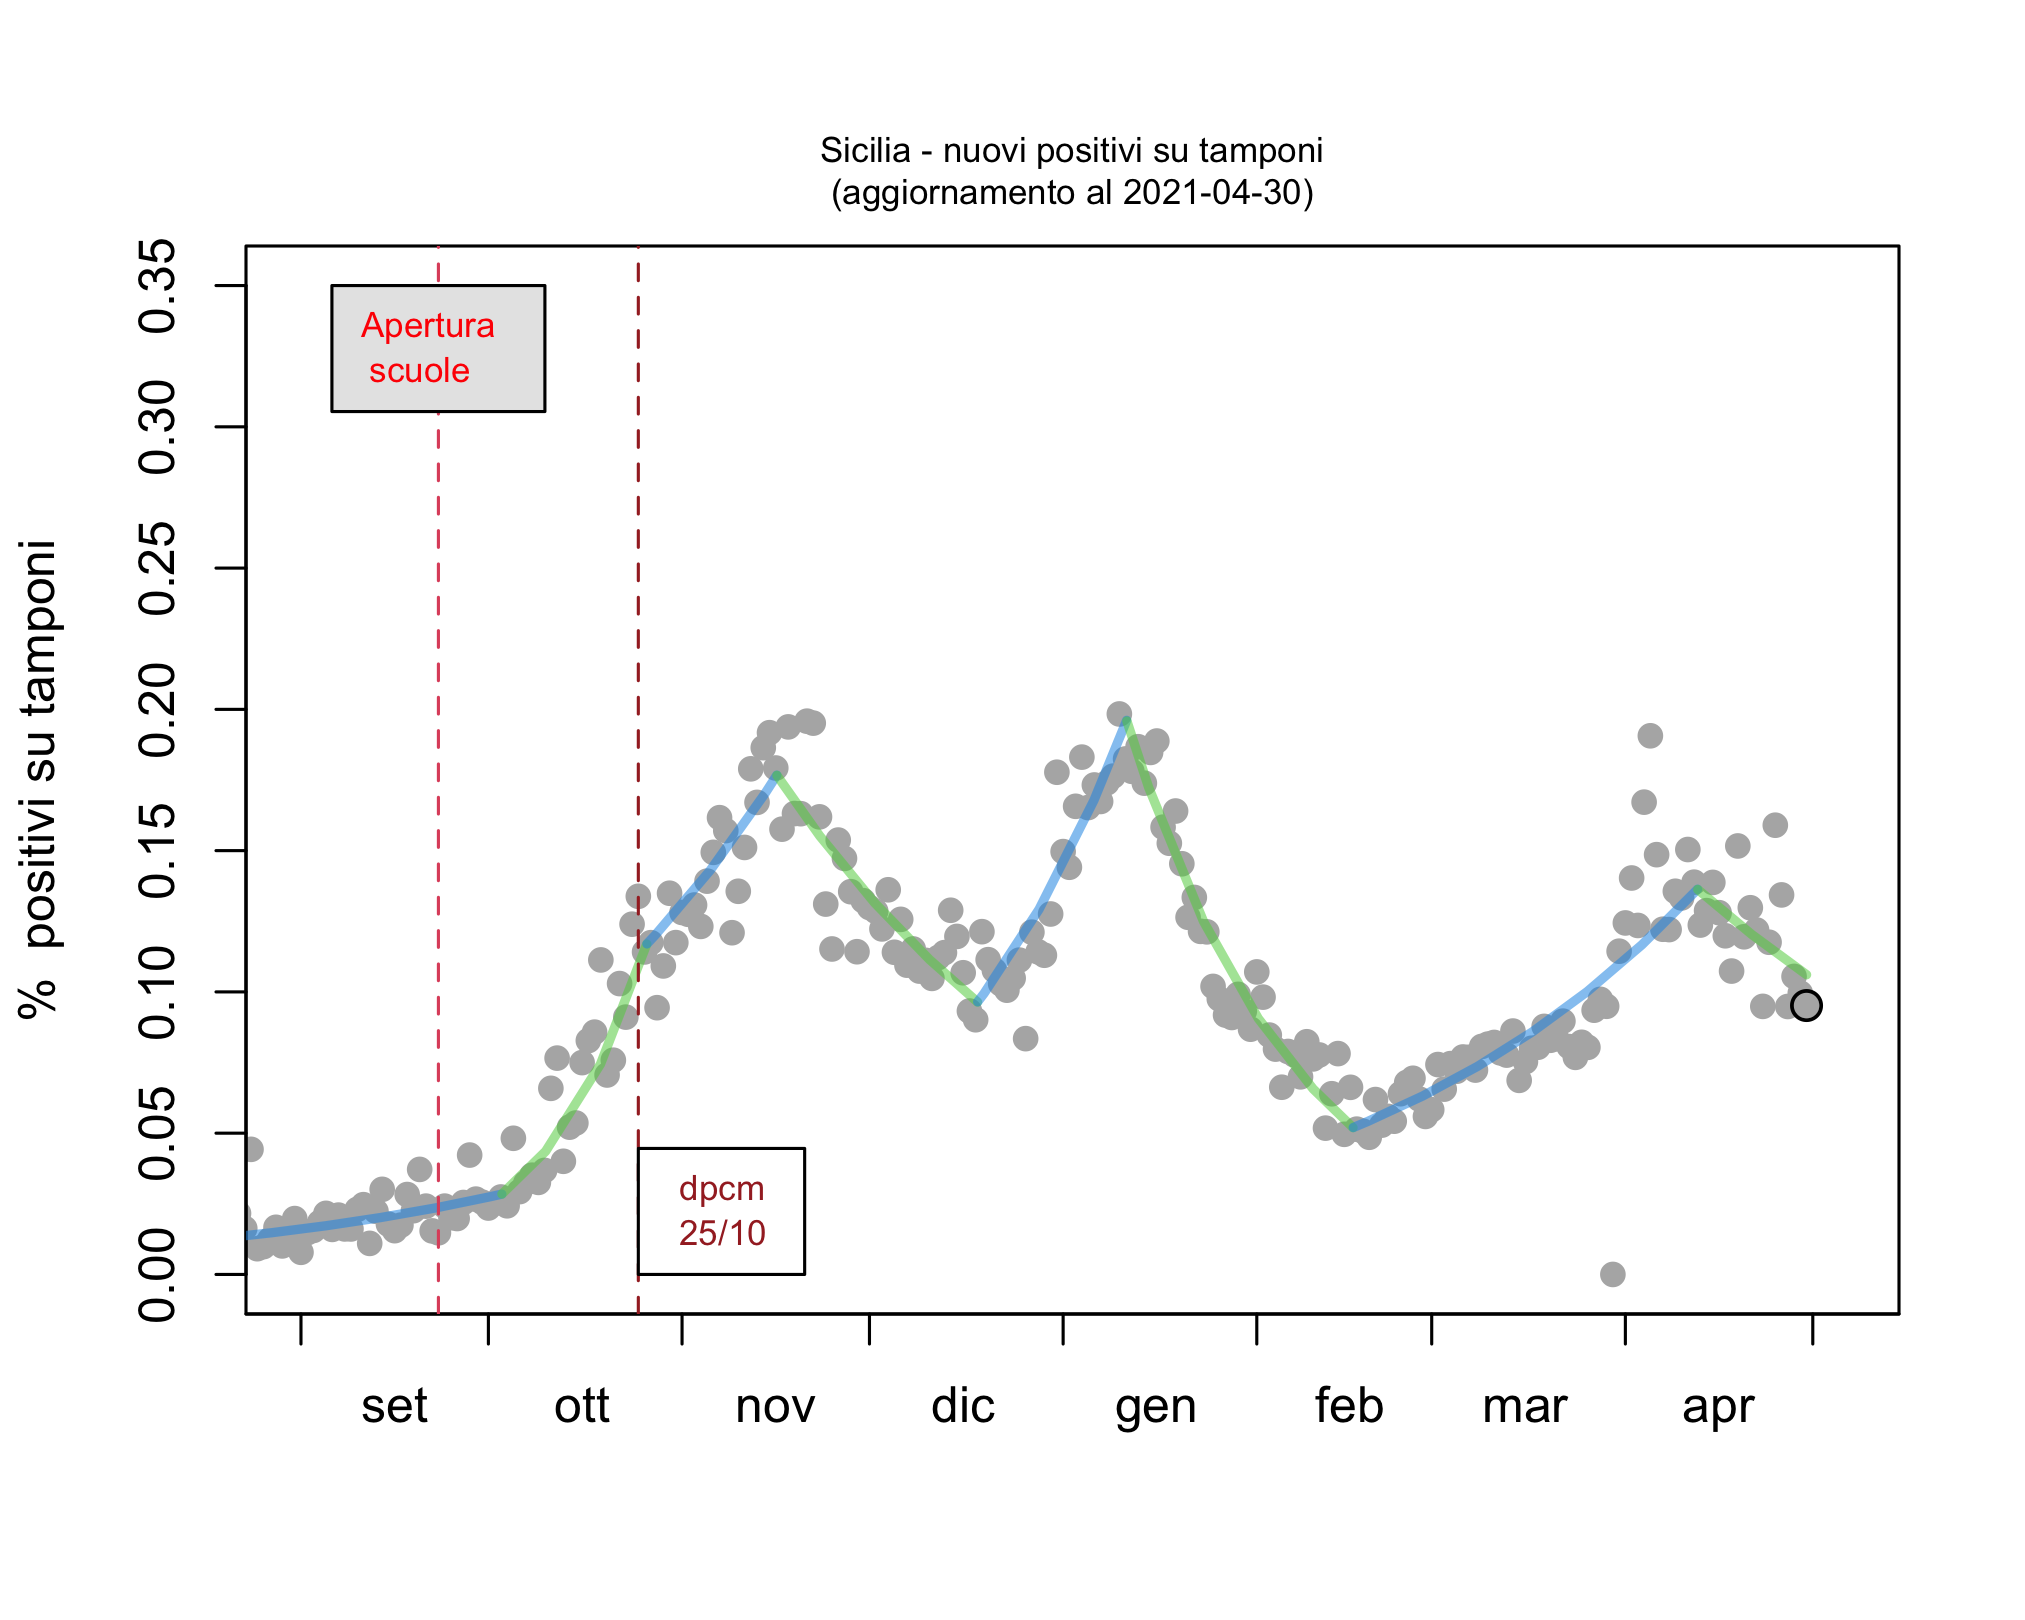 Sicilia - nuovi positivi su tamponi
(aggiornamento al 2021-04-30)
% positivi su tamponi
0.35
0.30
0.25
0.20
0.15
0.10
0.05
0.00
Apertura
scuole
dpcm
25/10
set ott nov dic gen feb mar apr